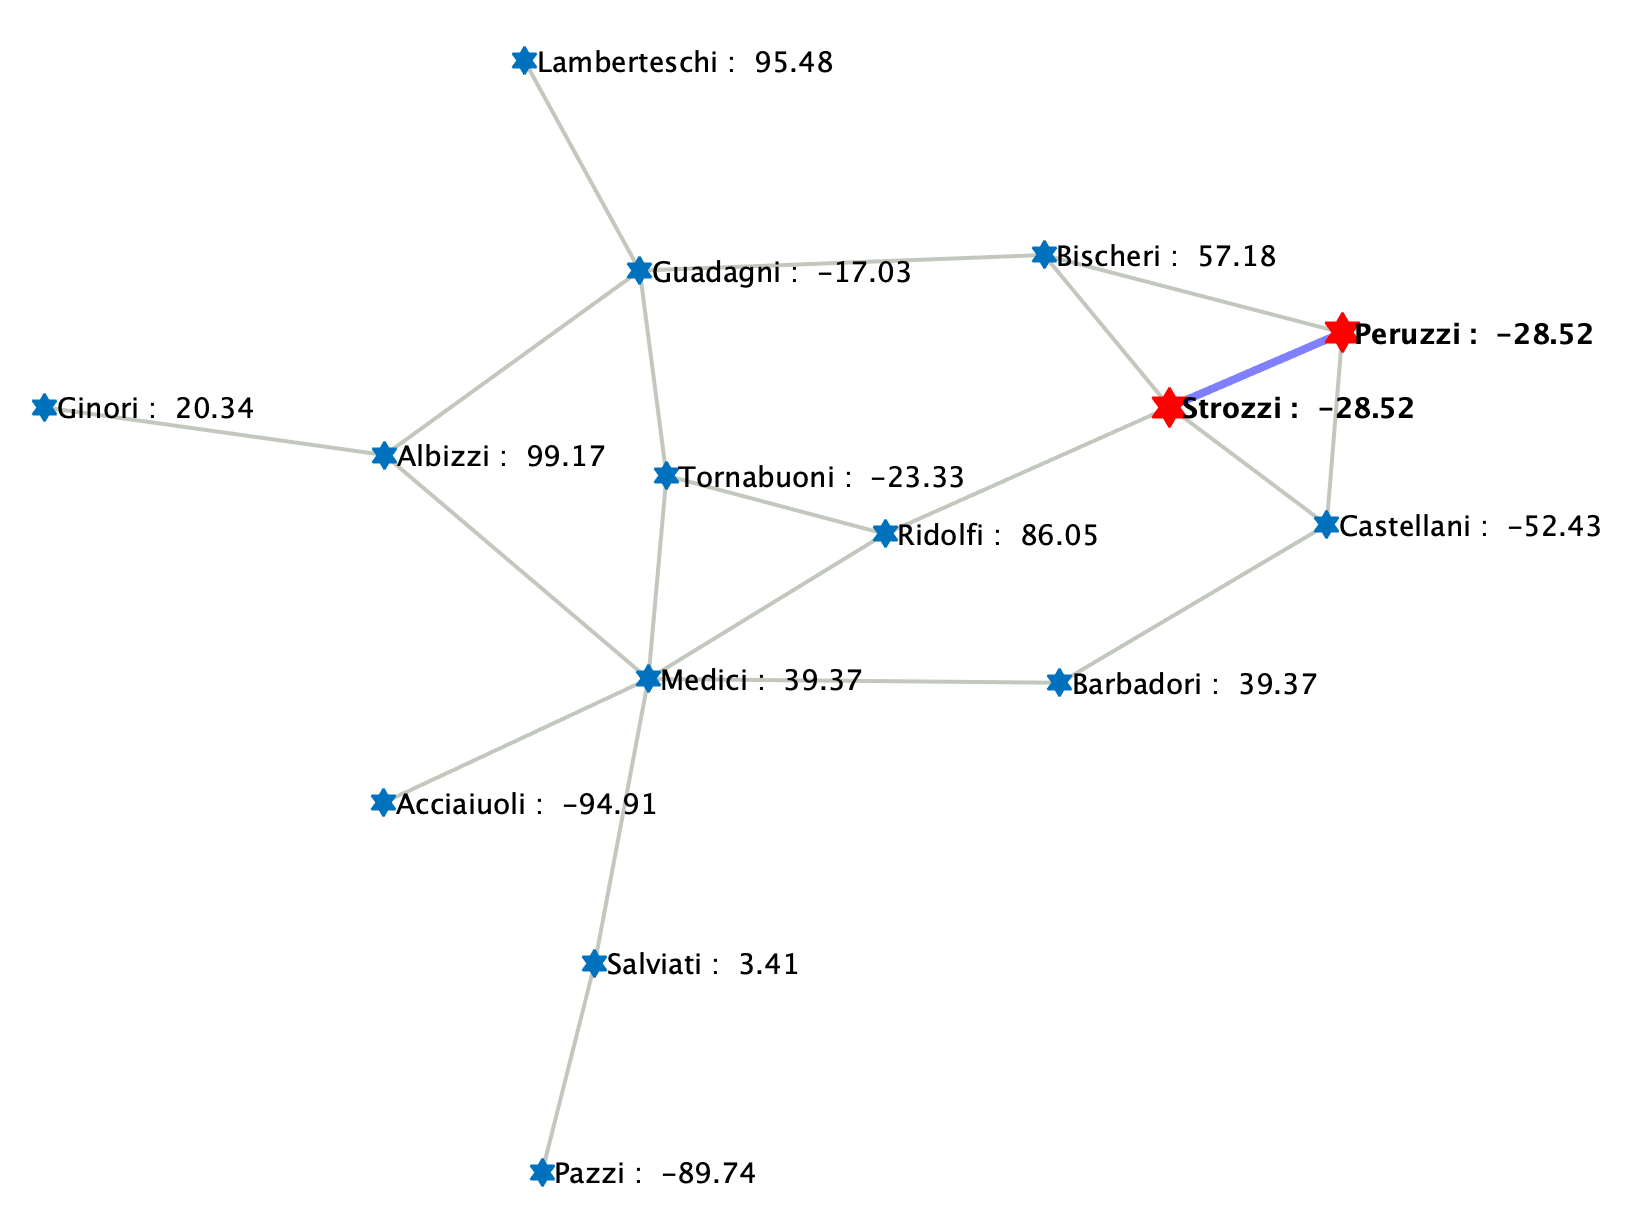 Lamberteschi :  95.48
Bischeri :  57.18
Guadagni :  −17.03
Peruzzi :  −28.52
Ginori :  20.34
Strozzi :  −28.52
Albizzi :  99.17
Tornabuoni :  −23.33
Castellani :  −52.43
Ridolfi :  86.05
Medici :  39.37
Barbadori :  39.37
Acciaiuoli :  −94.91
Salviati :  3.41
Pazzi :  −89.74